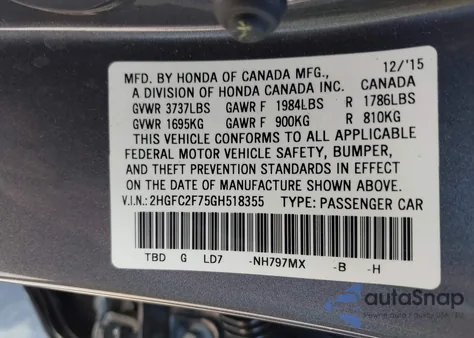 12/'15
MFD. BY HONDA OF CANADA MFG.,
A DIVISION OF HONDA CANADA INC. CANADA
GVWR 3737LBS GAWR F 1984LBS R 1786LBS
GVWR 1695KG GAWR F 900KG R 810KG
THIS VEHICLE CONFORMS TO ALL APPLICABLE
FEDERAL MOTOR VEHICLE SAFETY, BUMPER,
AND THEFT PREVENTION STANDARDS IN EFFECT
ON THE DATE OF MANUFACTURE SHOWN ABOVE.
V.I.N.: 2HGFC2F75GH518355 TYPE: PASSENGER CAR
TBD G LD7 -NH797MX -B -H
autoSnap